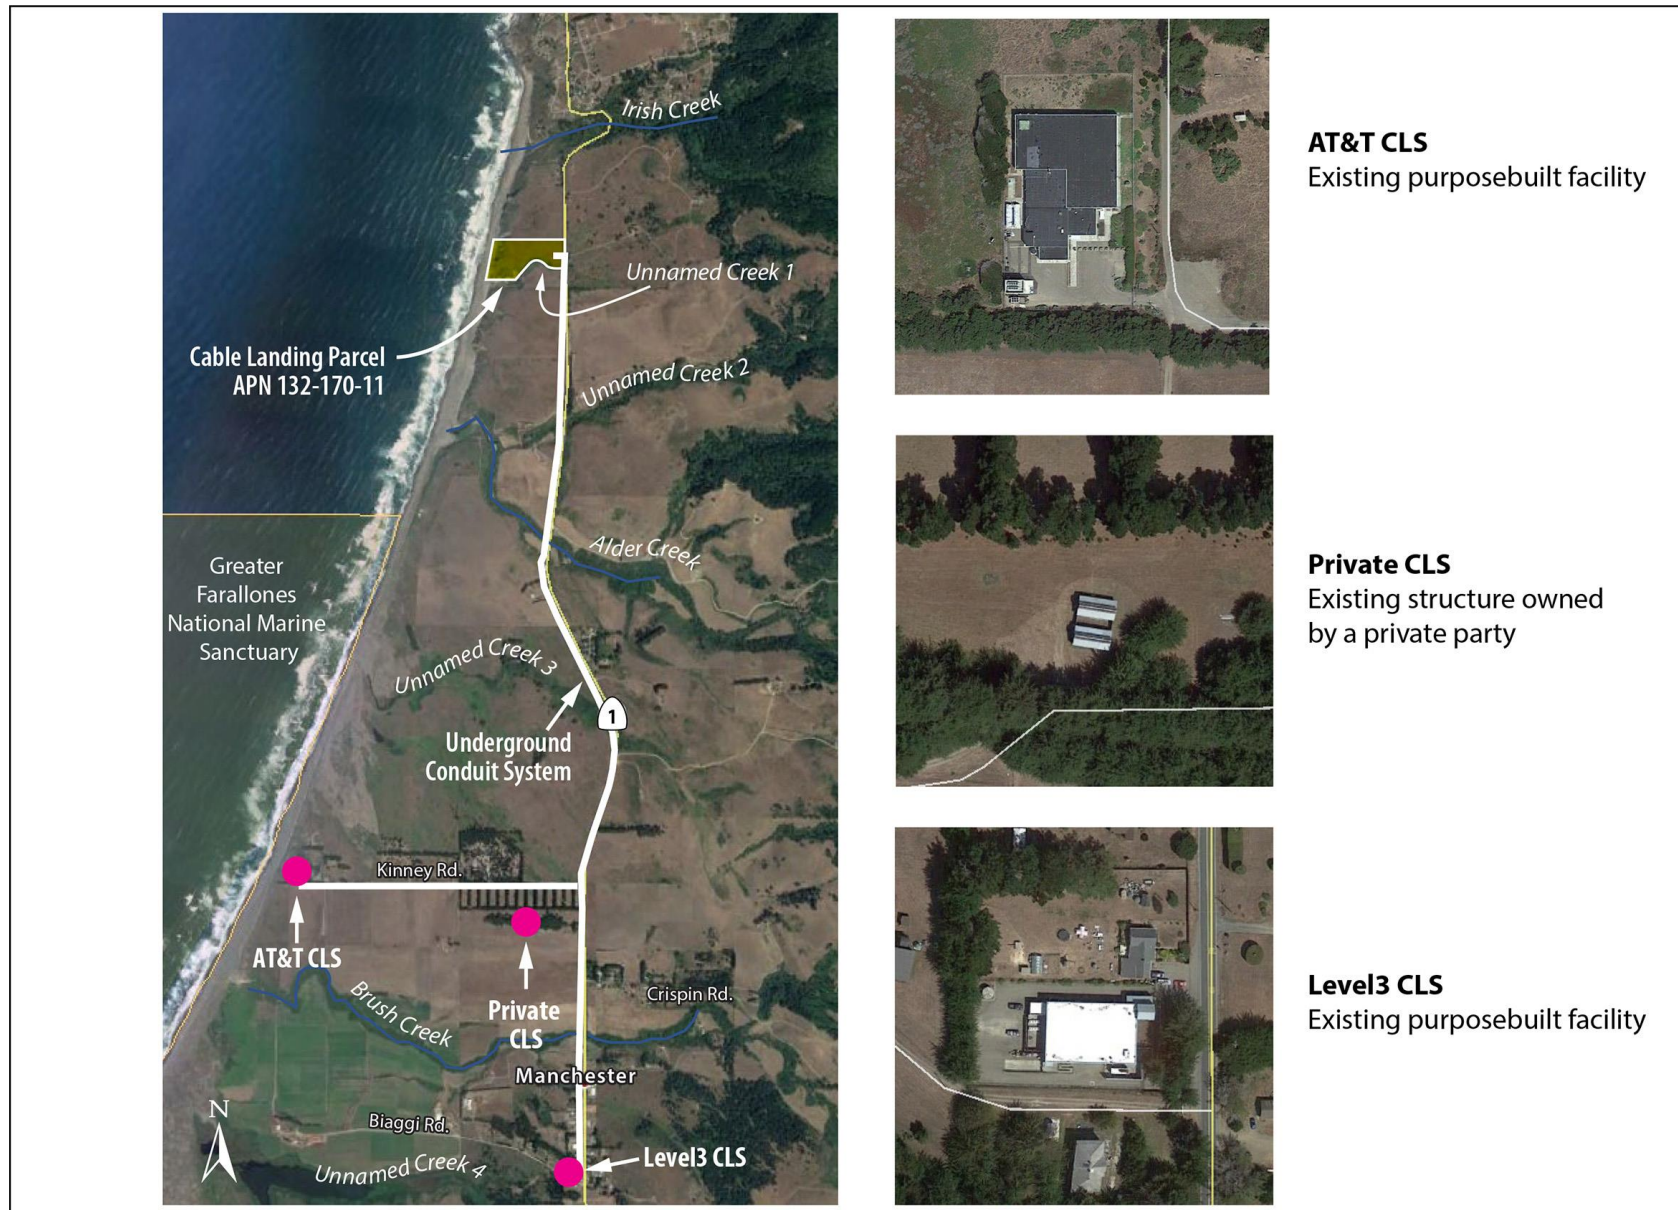 Irish Creek
Unnamed Creek 1
Cable Landing Parcel
APN 132-170-11
Unnamed Creek 2
Alder Creek
Greater
Farallones
National Marine
Sanctuary
Unnamed Creek 3
1
Underground
Conduit System
Kinney Rd.
AT&T CLS
Private
CLS
Crispin Rd.
Brush Creek
Manchester
Biaggi Rd.
N
Unnamed Creek 4
Level3 CLS
AT&T CLS
Existing purposebuilt facility
Private CLS
Existing structure owned
by a private party
Level3 CLS
Existing purposebuilt facility